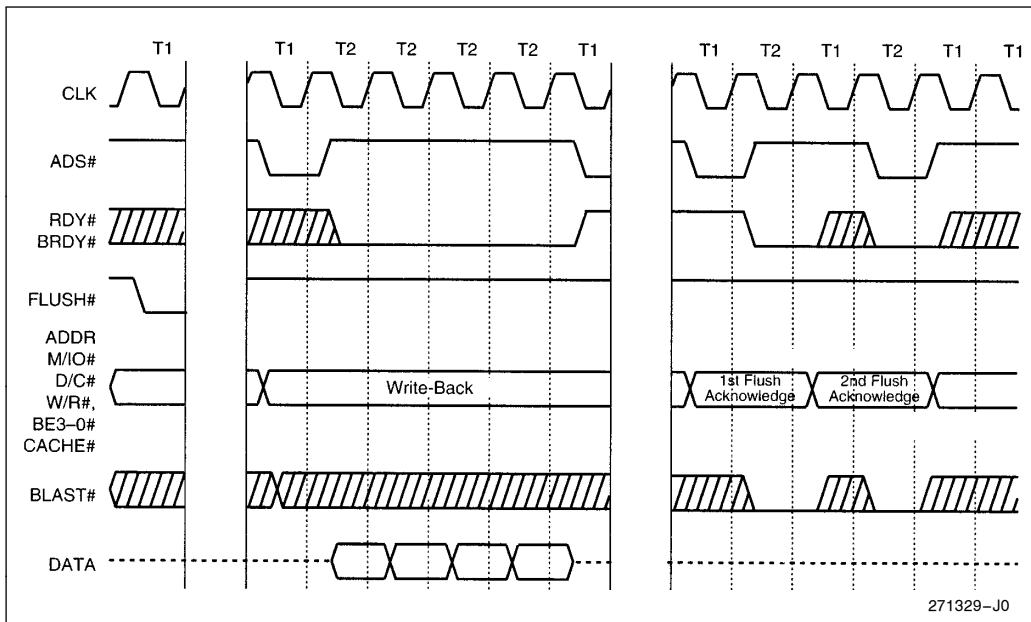 T1 T1 T2 T2 T2 T2 T1 T1 T2 T1 T2 T1 T1
CLK
ADS#
RDY#
BRDY#
FLUSH#
ADDR
M/IO#
D/C#
W/R#,
BE3–0#
CACHE#
Write-Back
1st Flush
Acknowledge
2nd Flush
Acknowledge
BLAST#
DATA
271329–J0